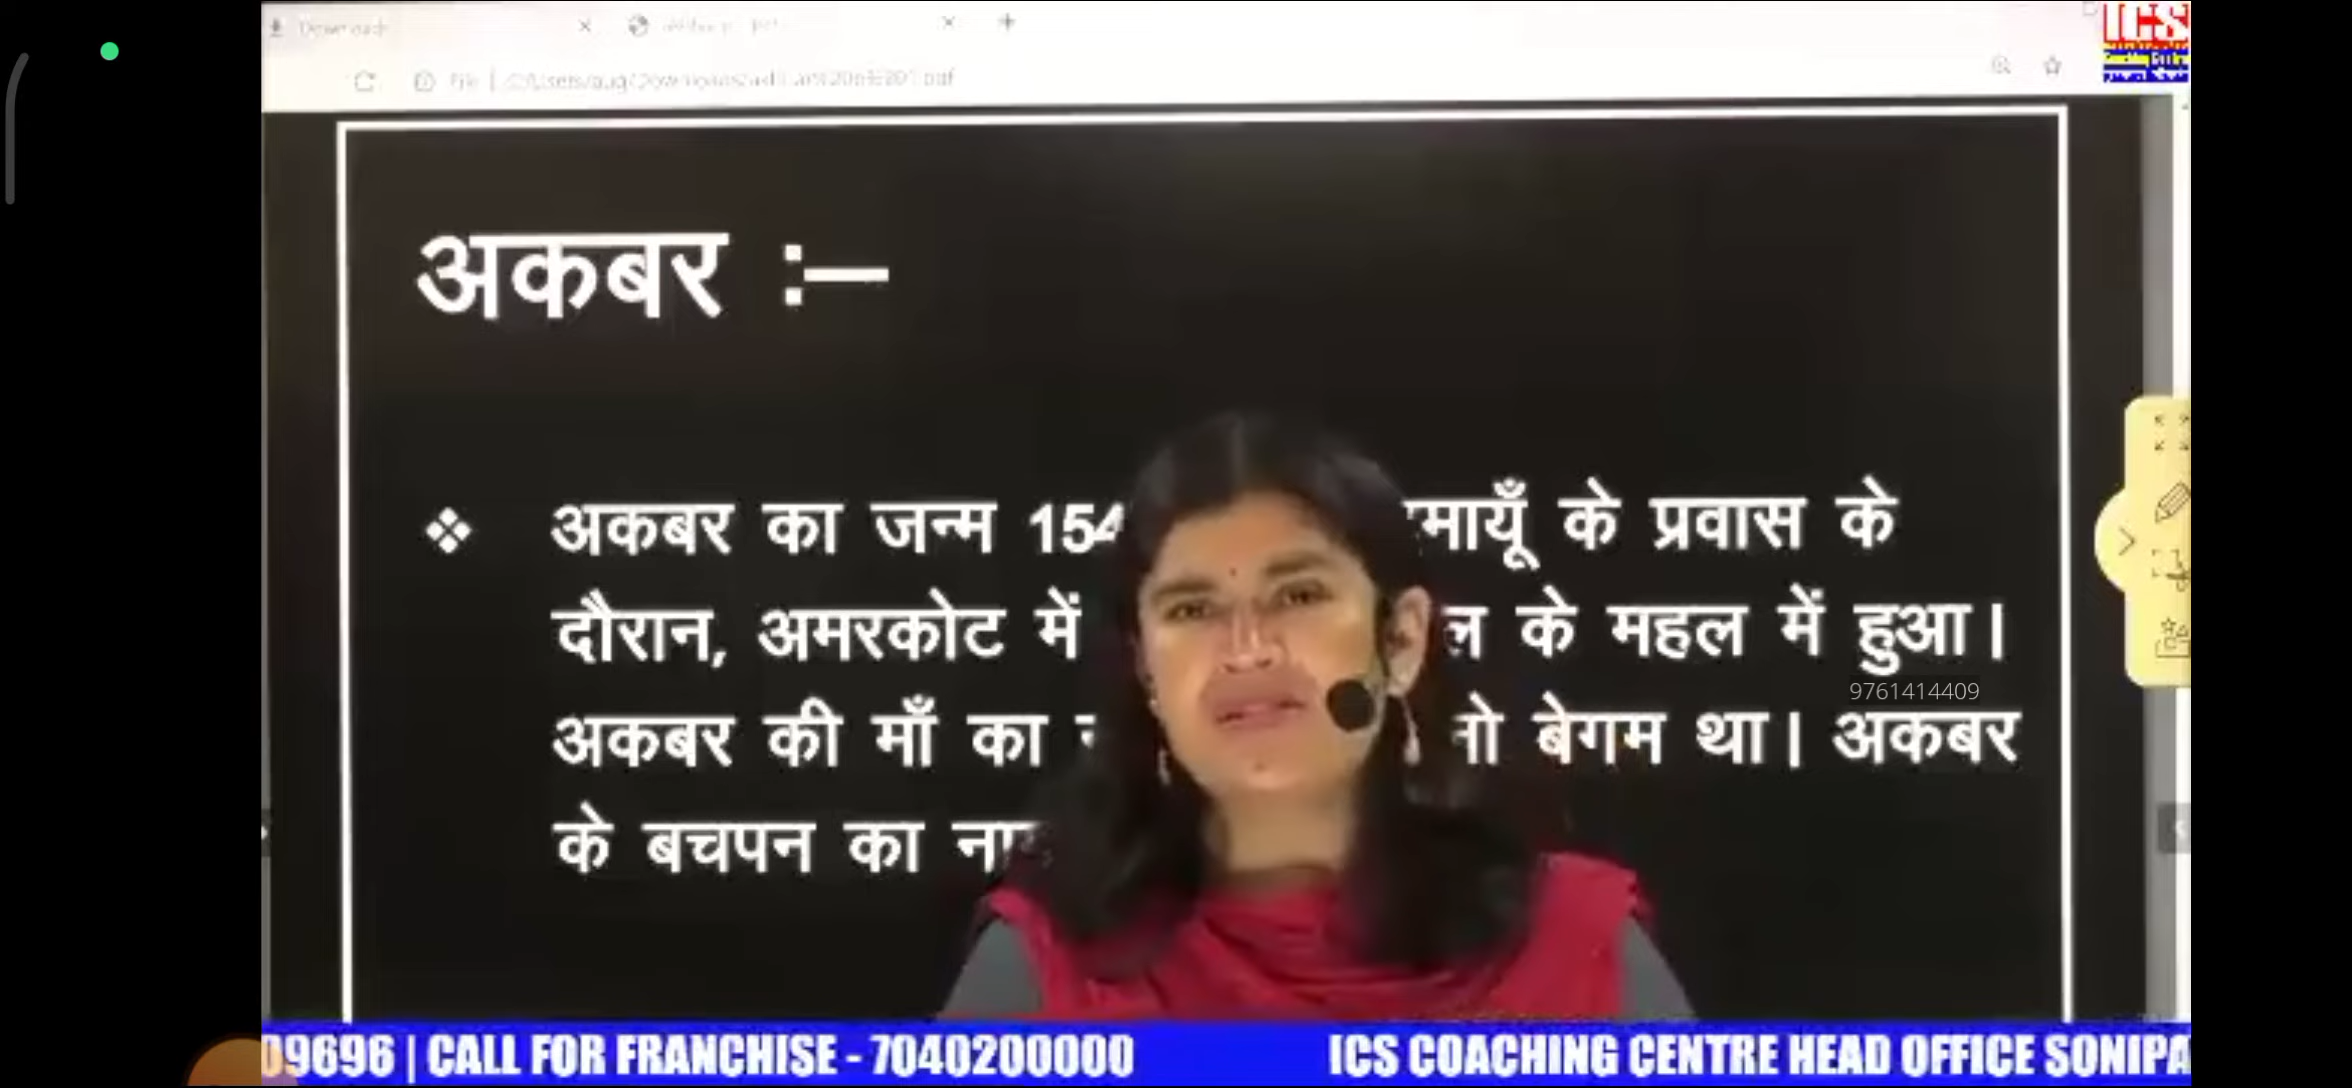 ICS
अकबर :–
❖ अकबर का जन्म 154 के प्रवास के
दौरान, अमरकोट में के महल में हुआ।
9761414409
अकबर की माँ का बेगम था। अकबर
के बचपन का
09696 | CALL FOR FRANCHISE - 7040200000 ICS COACHING CENTRE HEAD OFFICE SONIPA